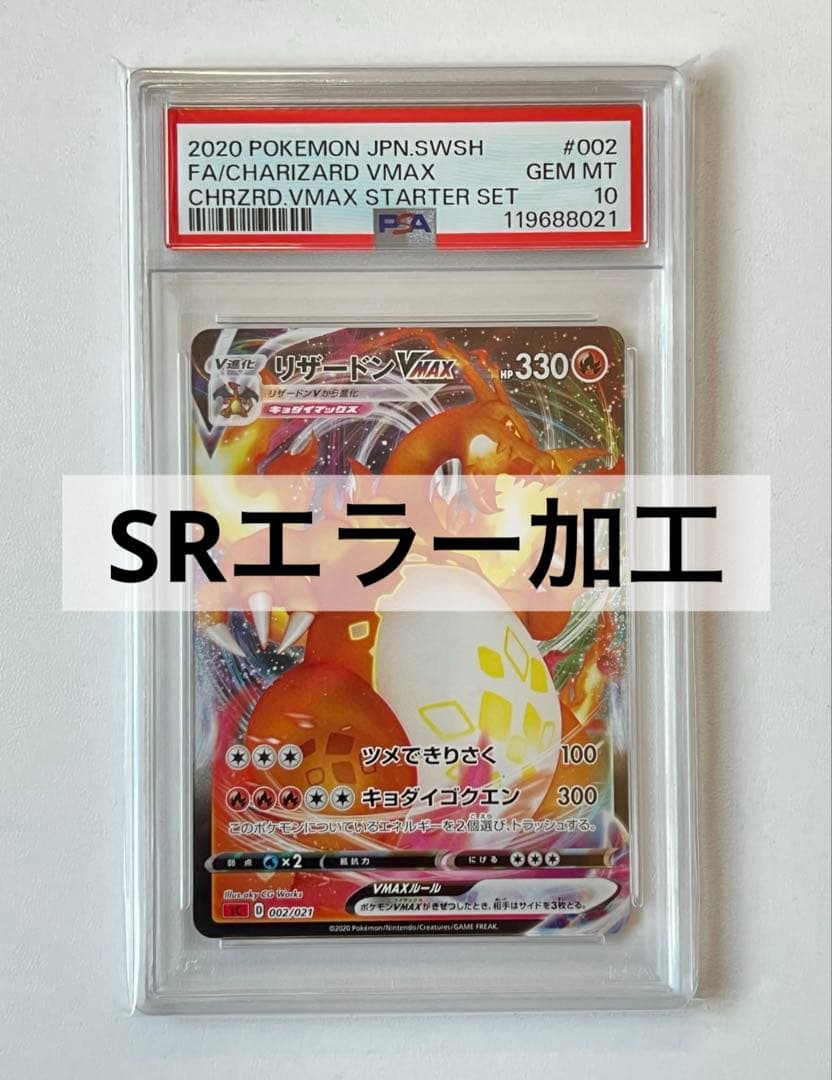 2020 POKEMON JPN.SWSH #002
FA/CHARIZARD VMAX GEM MT
CHRZRD.VMAX STARTER SET 10
PSA 119688021
V進化 リザードンVMAX HP 330
リザードンVから進化
キョダイマックス
SRエラー加工
ツメできりさく 100
キョダイゴクエン 300
このポケモンについているエネルギーを2個選び、トラッシュする。
弱点 ×2 抵抗力 にげる
VMAXルール
ポケモンVMAXがきぜつしたとき、相手はサイドを3枚とる。
Illus. aky CG Works
sC D 002/021
©2020 Pokémon/Nintendo/Creatures/GAME FREAK.